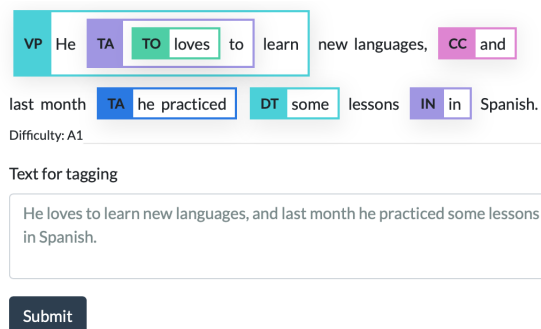 VP He TA TO loves to learn new languages, CC and
last month TA he practiced DT some lessons IN in Spanish.
Difficulty: A1
Text for tagging
He loves to learn new languages, and last month he practiced some lessons
in Spanish.
Submit